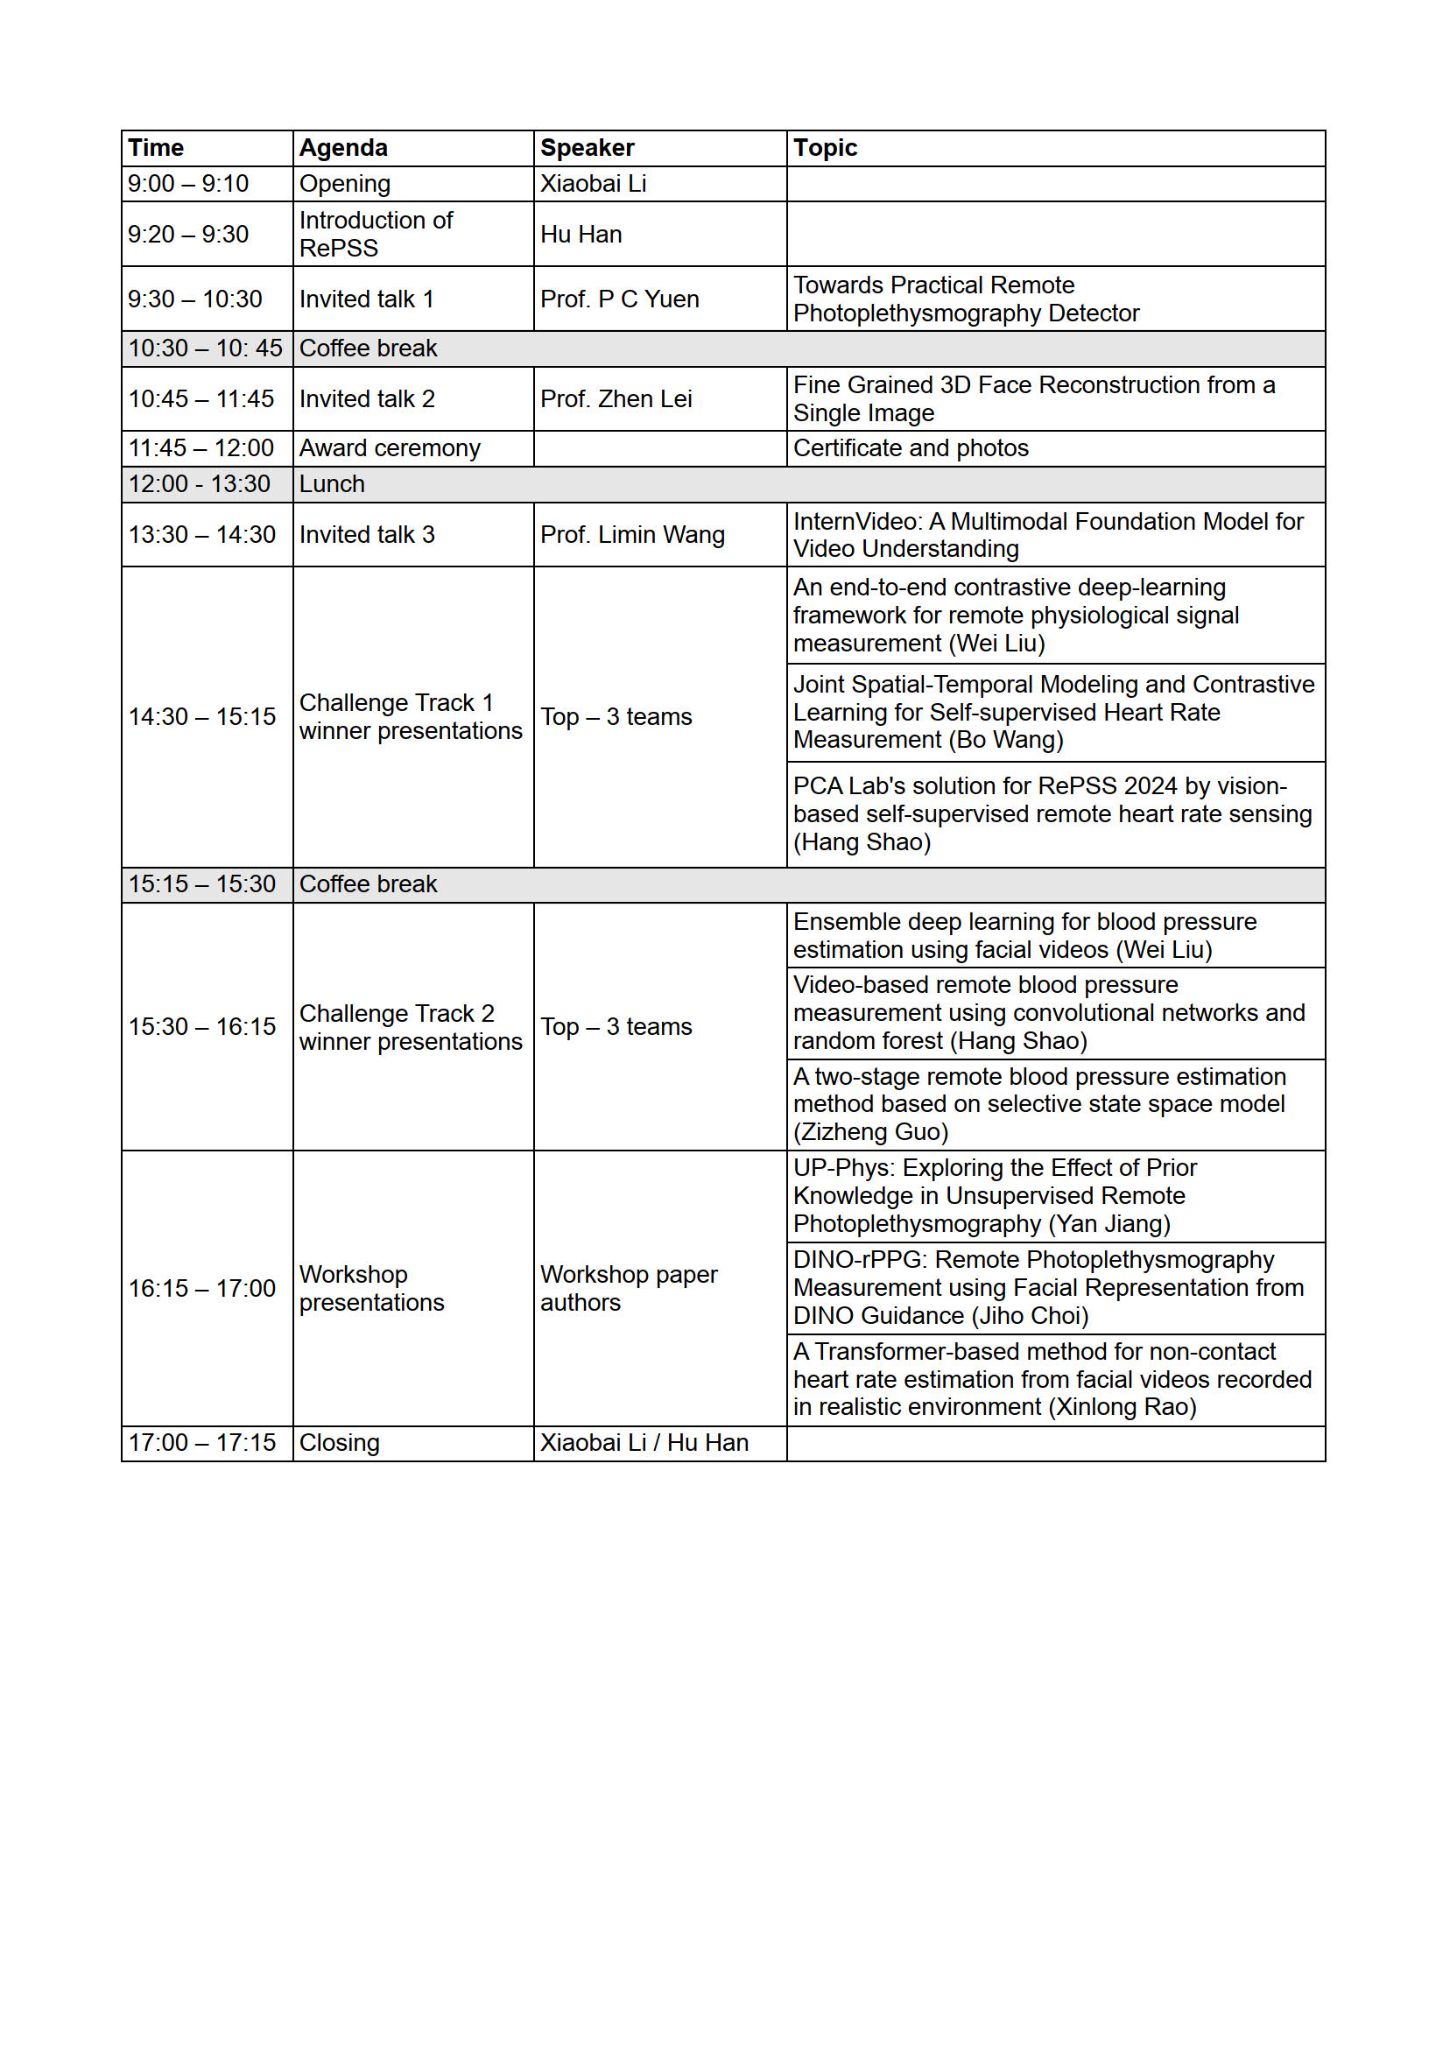 Time Agenda Speaker Topic
9:00 – 9:10 Opening Xiaobai Li
9:20 – 9:30 Introduction of
RePSS Hu Han
9:30 – 10:30 Invited talk 1 Prof. P C Yuen Towards Practical Remote
Photoplethysmography Detector
10:30 – 10: 45 Coffee break
10:45 – 11:45 Invited talk 2 Prof. Zhen Lei Fine Grained 3D Face Reconstruction from a
Single Image
11:45 – 12:00 Award ceremony Certificate and photos
12:00 - 13:30 Lunch
13:30 – 14:30 Invited talk 3 Prof. Limin Wang InternVideo: A Multimodal Foundation Model for
Video Understanding
14:30 – 15:15 Challenge Track 1
winner presentations Top – 3 teams An end-to-end contrastive deep-learning
framework for remote physiological signal
measurement (Wei Liu)
Joint Spatial-Temporal Modeling and Contrastive
Learning for Self-supervised Heart Rate
Measurement (Bo Wang)
PCA Lab's solution for RePSS 2024 by vision-
based self-supervised remote heart rate sensing
(Hang Shao)
15:15 – 15:30 Coffee break
15:30 – 16:15 Challenge Track 2
winner presentations Top – 3 teams Ensemble deep learning for blood pressure
estimation using facial videos (Wei Liu)
Video-based remote blood pressure
measurement using convolutional networks and
random forest (Hang Shao)
A two-stage remote blood pressure estimation
method based on selective state space model
(Zizheng Guo)
16:15 – 17:00 Workshop
presentations Workshop paper
authors UP-Phys: Exploring the Effect of Prior
Knowledge in Unsupervised Remote
Photoplethysmography (Yan Jiang)
DINO-rPPG: Remote Photoplethysmography
Measurement using Facial Representation from
DINO Guidance (Jiho Choi)
A Transformer-based method for non-contact
heart rate estimation from facial videos recorded
in realistic environment (Xinlong Rao)
17:00 – 17:15 Closing Xiaobai Li / Hu Han